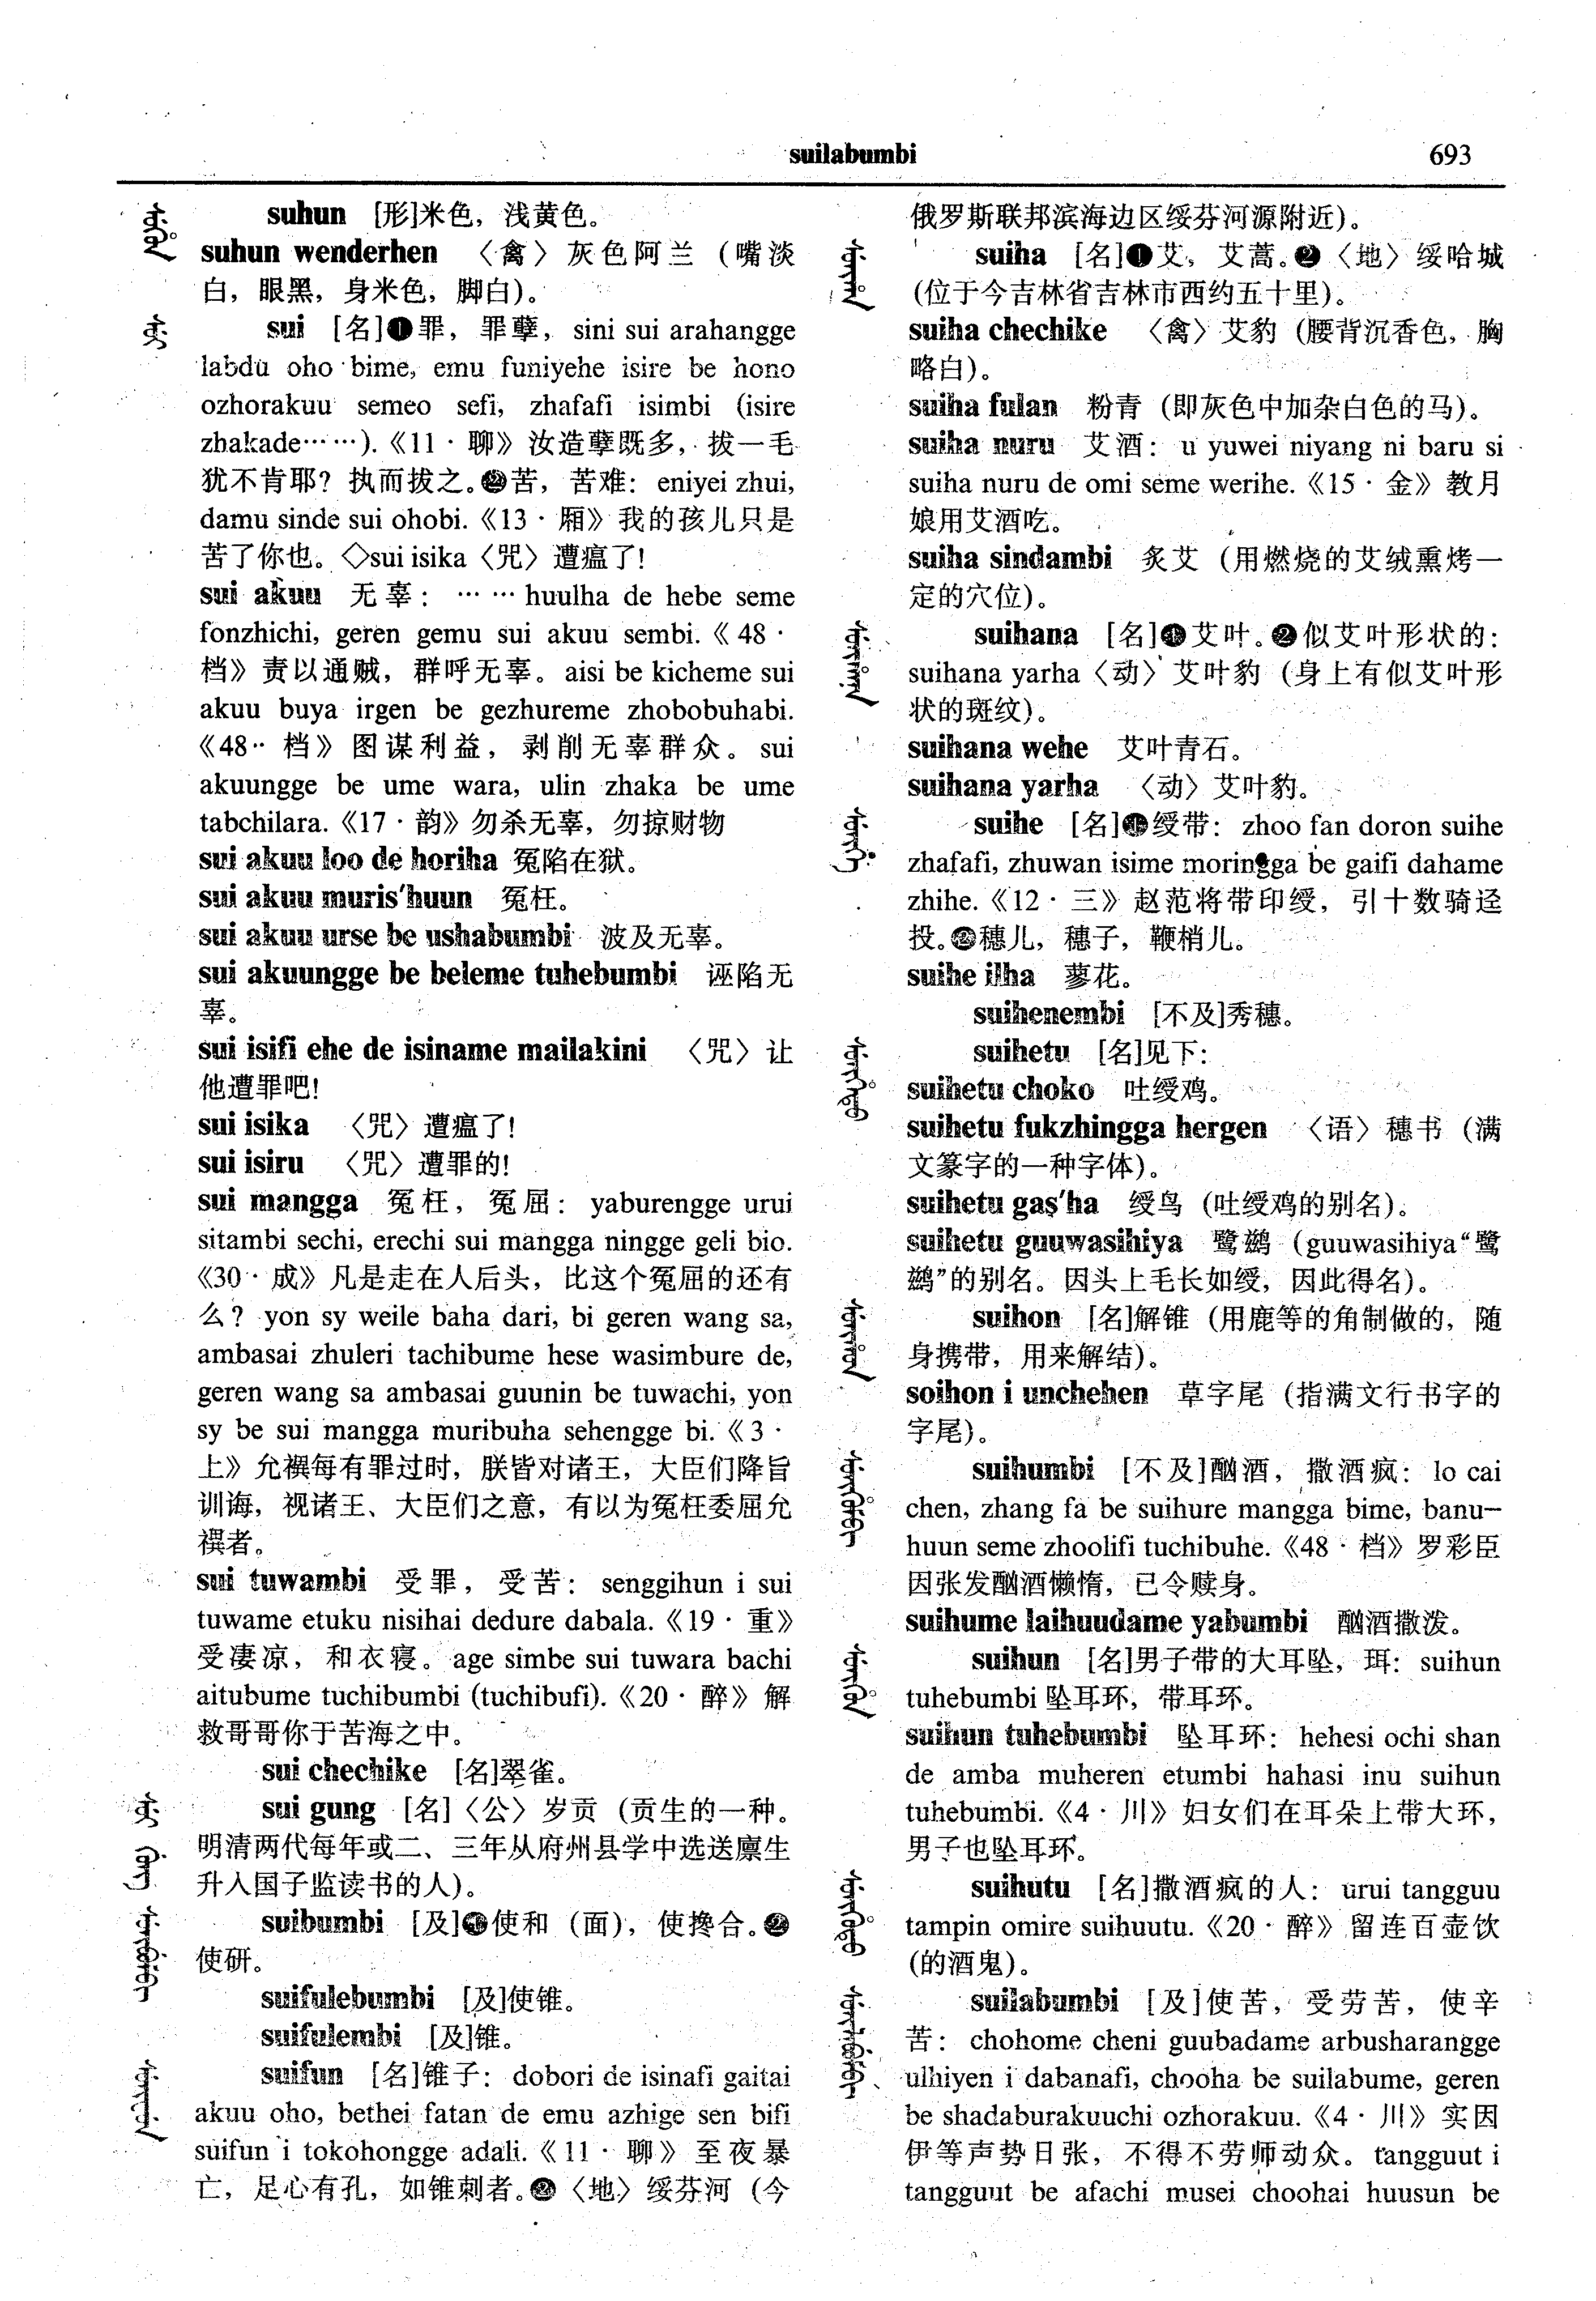 suilabumbi
693
suhun [形]米色，浅黄色。
suhun wenderhen 〈禽〉灰色阿兰（嘴淡
白，眼黑，身米色，脚白）。
sui [名]❶罪，罪孽，sini sui arahangge
labdu oho bime, emu funiyehe isire be hono
ozhorakuu semeo sefi, zhafafi isimbi (isire
zhakade……).《11·聊》汝造孽既多，拔一毛
犹不肯耶？执而拔之。❷苦，苦难：eniyei zhui,
damu sinde sui ohobi.《13·厢》我的孩儿只是
苦了你也。◇sui isika〈咒〉遭瘟了！
sui akuu 无辜：……huulha de hebe seme
fonzhichi, geren gemu sui akuu sembi.《48·
档》责以通贼，群呼无辜。aisi be kicheme sui
akuu buya irgen be gezhureme zhobobuhabi.
《48·档》图谋利益，剥削无辜群众。sui
akuungge be ume wara, ulin zhaka be ume
tabchilara.《17·韵》勿杀无辜，勿掠财物
sui akuu loo de horiha 冤陷在狱。
sui akuu muris'huun 冤枉。
sui akuu urse be ushabumbi 波及无辜。
sui akuungge be beleme tuhebumbi 诬陷无
辜。
sui isifi ehe de isiname mailakini 〈咒〉让
他遭罪吧！
sui isika 〈咒〉遭瘟了！
sui isiru 〈咒〉遭罪的！
sui mangga 冤枉，冤屈：yaburengge urui
sitambi sechi, erechi sui mangga ningge geli bio.
《30·成》凡是走在人后头，比这个冤屈的还有
么？yon sy weile baha dari, bi geren wang sa,
ambasai zhuleri tachibume hese wasimbure de,
geren wang sa ambasai guunin be tuwachi, yon
sy be sui mangga muribuha sehengge bi.《3·
上》允禩每有罪过时，朕皆对诸王，大臣们降旨
训诲，视诸王、大臣们之意，有以为冤枉委屈允
禩者。
sui tuwambi 受罪，受苦：senggihun i sui
tuwame etuku nisihai dedure dabala.《19·重》
受凄凉，和衣寝。age simbe sui tuwara bachi
aitubume tuchibumbi (tuchibufi).《20·醉》解
救哥哥你于苦海之中。
sui chechike [名]翠雀。
sui gung [名]〈公〉岁贡（贡生的一种。
明清两代每年或二、三年从府州县学中选送廪生
升入国子监读书的人）。
suibumbi [及]❶使和（面），使搀合。❷
使研。
suifulebumbi [及]使锥。
suifulembi [及]锥。
suifun [名]锥子：dobori de isinafi gaitai
akuu oho, bethei fatan de emu azhige sen bifi
suifun i tokohongge adali.《11·聊》至夜暴
亡，足心有孔，如锥刺者。❷〈地〉绥芬河（今
俄罗斯联邦滨海边区绥芬河源附近）。
suiha [名]❶艾，艾蒿。❷〈地〉绥哈城
（位于今吉林省吉林市西约五十里）。
suiha chechike 〈禽〉艾豹（腰背沉香色，胸
略白）。
suiha fulan 粉青（即灰色中加杂白色的马）。
suiha nuru 艾酒：u yuwei niyang ni baru si
suiha nuru de omi seme werihe.《15·金》教月
娘用艾酒吃。
suiha sindambi 炙艾（用燃烧的艾绒熏烤一
定的穴位）。
suihana [名]❶艾叶。❷似艾叶形状的：
suihana yarha〈动〉艾叶豹（身上有似艾叶形
状的斑纹）。
suihana wehe 艾叶青石。
suihana yarha 〈动〉艾叶豹。
suihe [名]❶绶带：zhoo fan doron suihe
zhafafi, zhuwan isime moringga be gaifi dahame
zhihe.《12·三》赵范将带印绶，引十数骑迳
投。❷穗儿，穗子，鞭梢儿。
suihe ilha 蓼花。
suihenembi [不及]秀穗。
suihetu [名]见下：
suihetu choko 吐绶鸡。
suihetu fukzhingga hergen 〈语〉穗书（满
文篆字的一种字体）。
suihetu gas'ha 绶鸟（吐绶鸡的别名）。
suihetu guuwasihiya 鹭鹚（guuwasihiya“鹭
鹚”的别名。因头上毛长如绶，因此得名）。
suihon [名]解锥（用鹿等的角制做的，随
身携带，用来解结）。
soihon i unchehen 草字尾（指满文行书字的
字尾）。
suihumbi [不及]酗酒，撒酒疯：lo cai
chen, zhang fa be suihure mangga bime, banu-
huun seme zhoolifi tuchibuhe.《48·档》罗彩臣
因张发酗酒懒惰，已令赎身。
suihume laihuudame yabumbi 酗酒撒泼。
suihun [名]男子带的大耳坠，珥：suihun
tuhebumbi 坠耳环，带耳环。
suihun tuhebumbi 坠耳环：hehesi ochi shan
de amba muheren etumbi hahasi inu suihun
tuhebumbi.《4·川》妇女们在耳朵上带大环，
男子也坠耳环。
suihutu [名]撒酒疯的人：urui tangguu
tampin omire suihuutu.《20·醉》留连百壶饮
（的酒鬼）。
suilabumbi [及]使苦，受劳苦，使辛
苦：chohome cheni guubadame arbusharangge
ulhiyen i dabanafi, chooha be suilabume, geren
be shadaburakuuchi ozhorakuu.《4·川》实因
伊等声势日张，不得不劳师动众。tangguut i
tangguut be afachi musei choohai huusun be